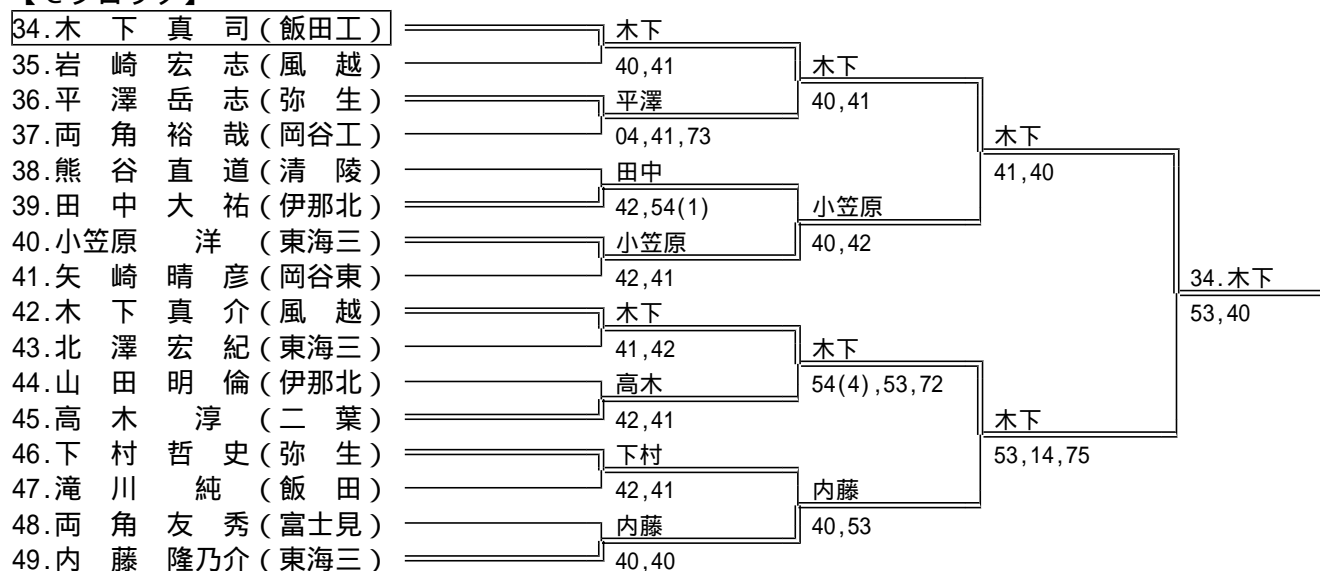 34.木 下 真 司(飯田工)
35.岩 崎 宏 志(風 越)
36.平 澤 岳 志(弥 生)
37.両 角 裕 哉(岡谷工)
38.熊 谷 直 道(清 陵)
39.田 中 大 祐(伊那北)
40.小笠原 洋 (東海三)
41.矢 崎 晴 彦(岡谷東)
42.木 下 真 介(風 越)
43.北 澤 宏 紀(東海三)
44.山 田 明 倫(伊那北)
45.高 木 淳 (二 葉)
46.下 村 哲 史(弥 生)
47.滝 川 純 (飯 田)
48.両 角 友 秀(富士見)
49.内 藤 隆乃介(東海三)
木下
40,41
平澤
04,41,73
田中
42,54(1)
小笠原
42,41
木下
41,42
高木
42,41
下村
42,41
内藤
40,40
木下
40,41
小笠原
40,42
木下
54(4),53,72
内藤
40,53
木下
41,40
木下
53,14,75
34.木下
53,40